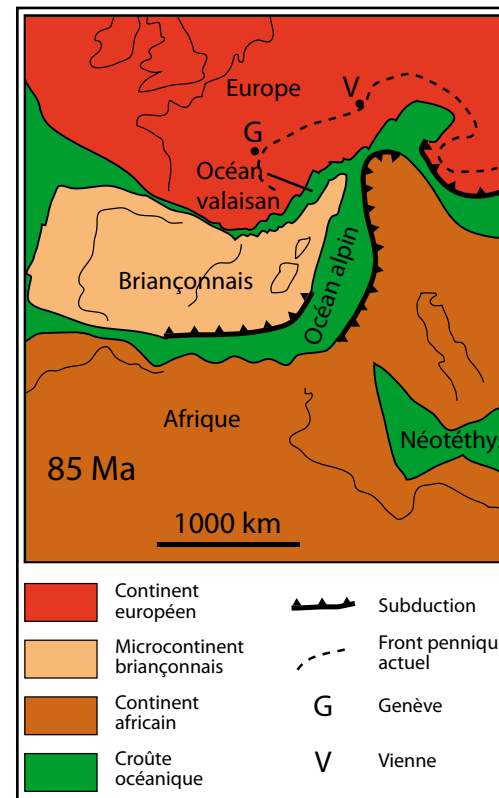 Europe
V
G
Océan
valaisan
Briançonnais
Océan alpin
Afrique
Néotéthys
85 Ma
1000 km
Continent
européen
Subduction
Microcontinent
briançonnais
Front penniqu
actuel
Continent
africain
G
Genève
Croûte
océanique
V
Vienne